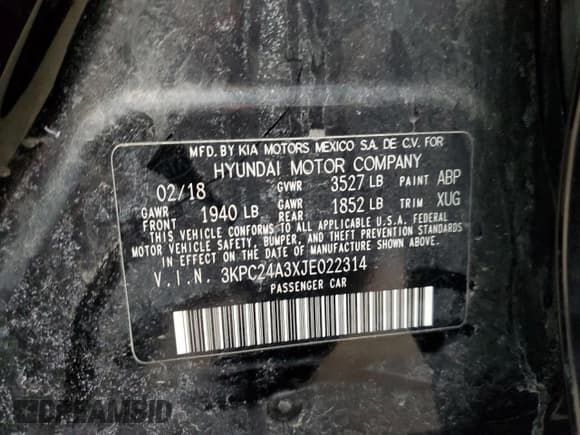 MFD. BY KIA MOTORS MEXICO S.A. DE C.V. FOR
HYUNDAI MOTOR COMPANY
02/18 GVWR 3527 LB PAINT ABP
GAWR FRONT 1940 LB GAWR REAR 1852 LB TRIM XUG
THIS VEHICLE CONFORMS TO ALL APPLICABLE U.S.A. FEDERAL
MOTOR VEHICLE SAFETY, BUMPER, AND THEFT PREVENTION STANDARDS
IN EFFECT ON THE DATE OF MANUFACTURE SHOWN ABOVE.
V.I.N. 3KPC24A3XJE022314
PASSENGER CAR
DREAMBID